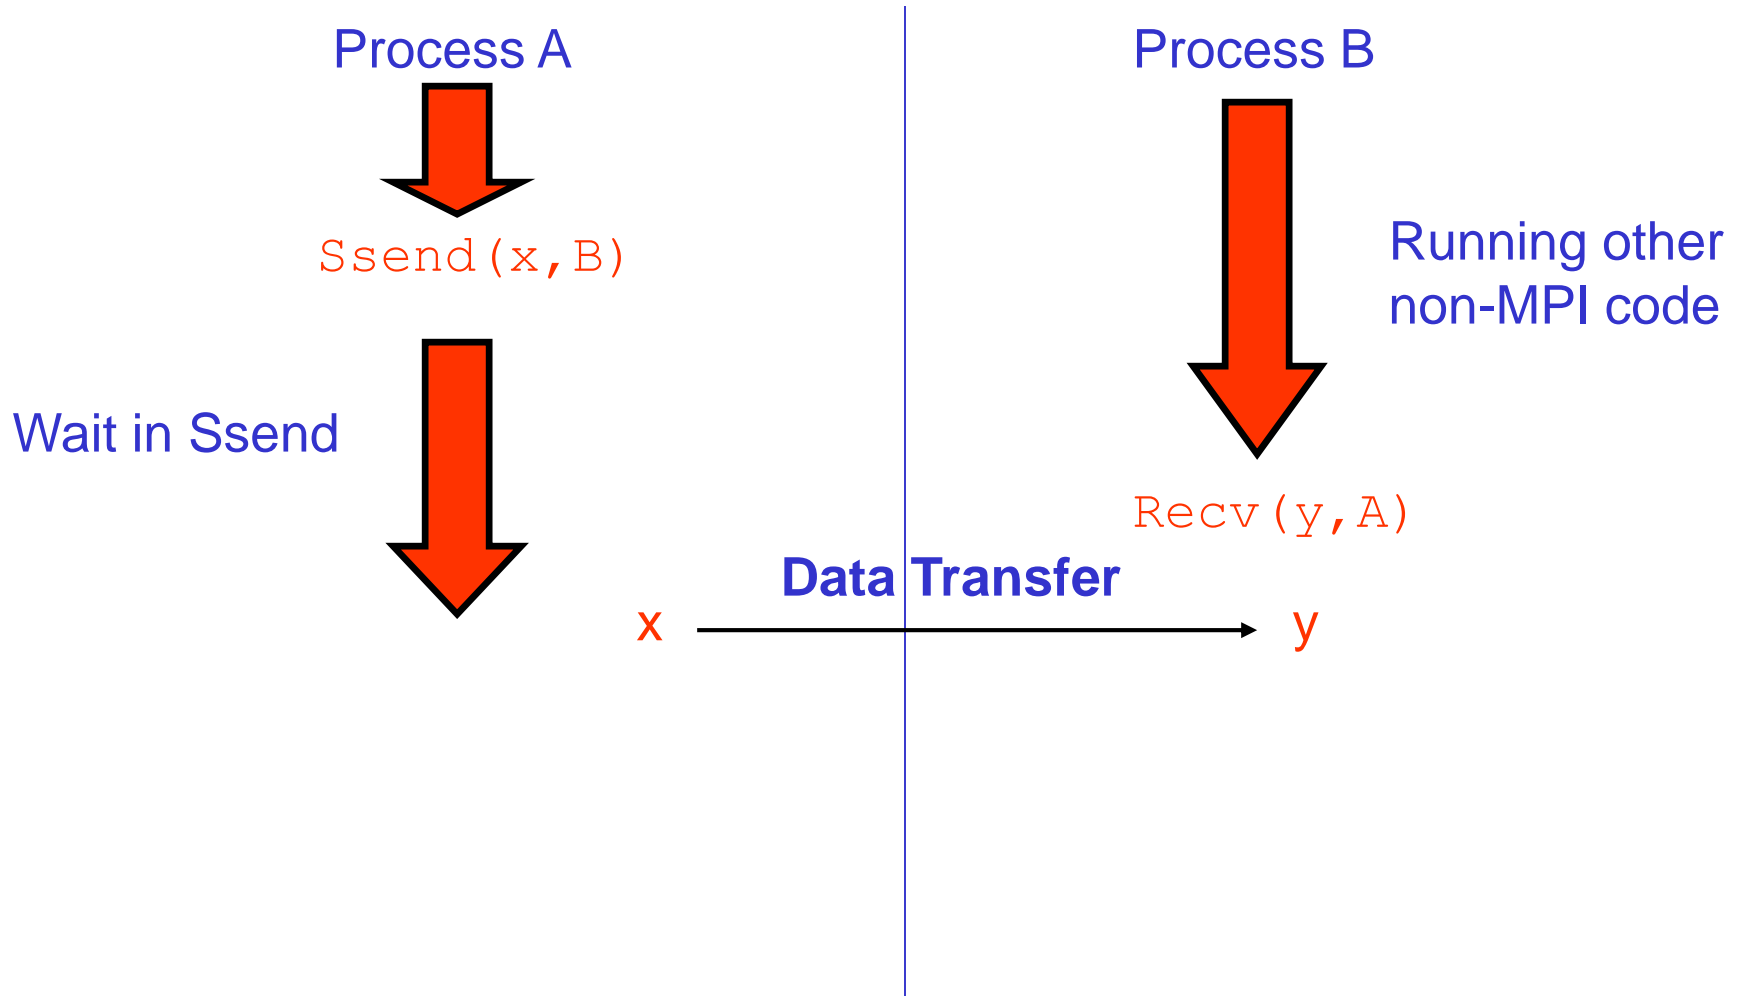 Process A
Process B
Ssend(x,B)
Running other
non-MPI code
Wait in Ssend
Recv(y,A)
Data Transfer
x
y